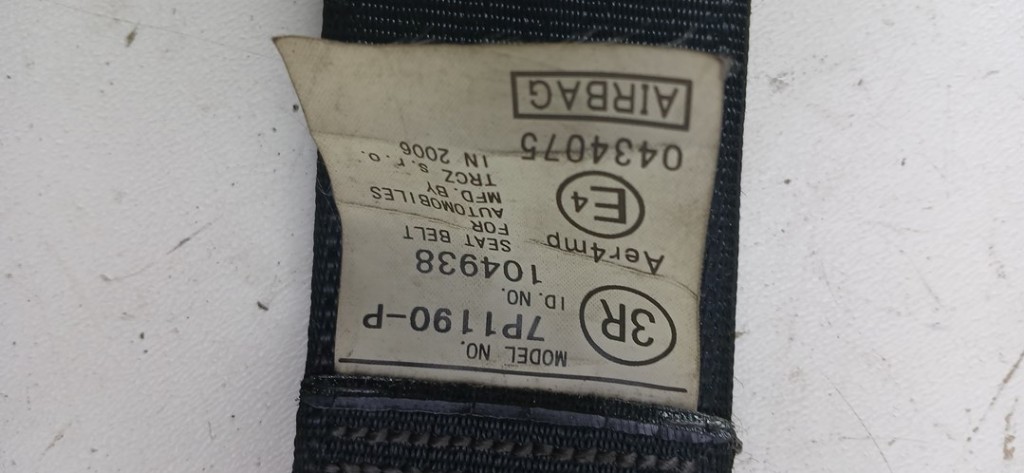 MODEL NO.
3R
7P1190-P
ID. NO.
104938
Aer4mp
SEAT BELT
FOR
AUTOMOBILES
MFD. BY
TRCZ s.r.o.
IN 2006
E4
0434075
AIRBAG